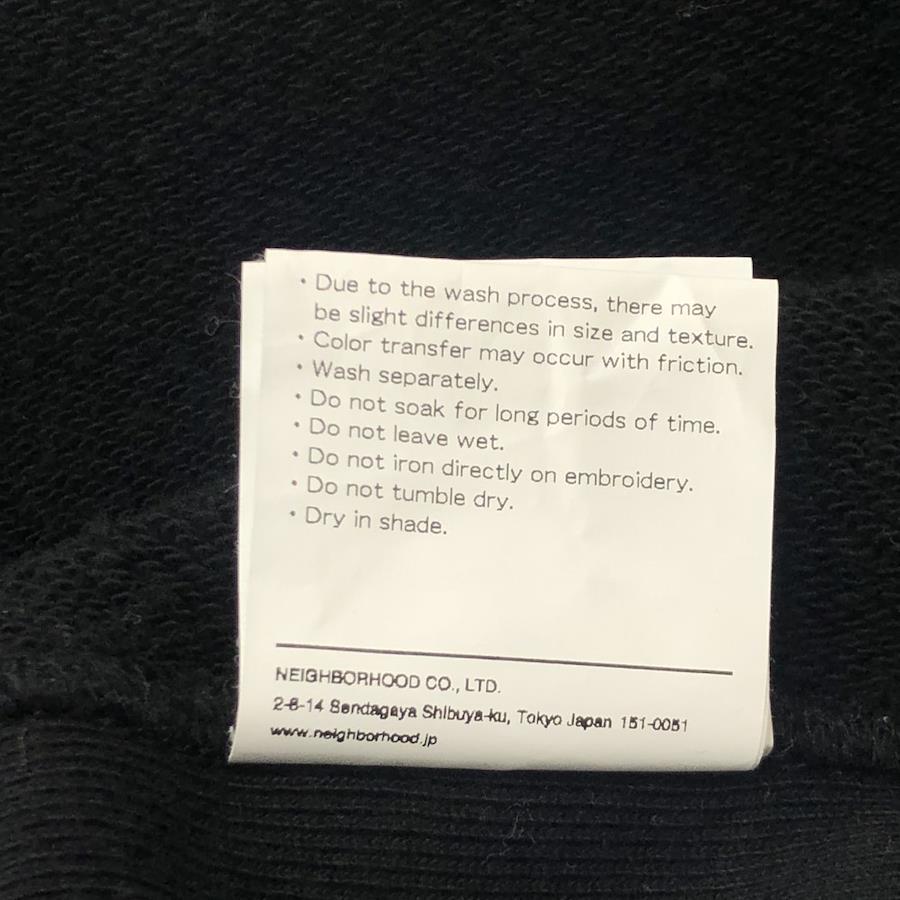 ・Due to the wash process, there may
be slight differences in size and texture.
・Color transfer may occur with friction.
・Wash separately.
・Do not soak for long periods of time.
・Do not leave wet.
・Do not iron directly on embroidery.
・Do not tumble dry.
・Dry in shade.
NEIGHBORHOOD CO., LTD.
2-8-14 Sendagaya Shibuya-ku, Tokyo Japan 151-0051
www.neighborhood.jp